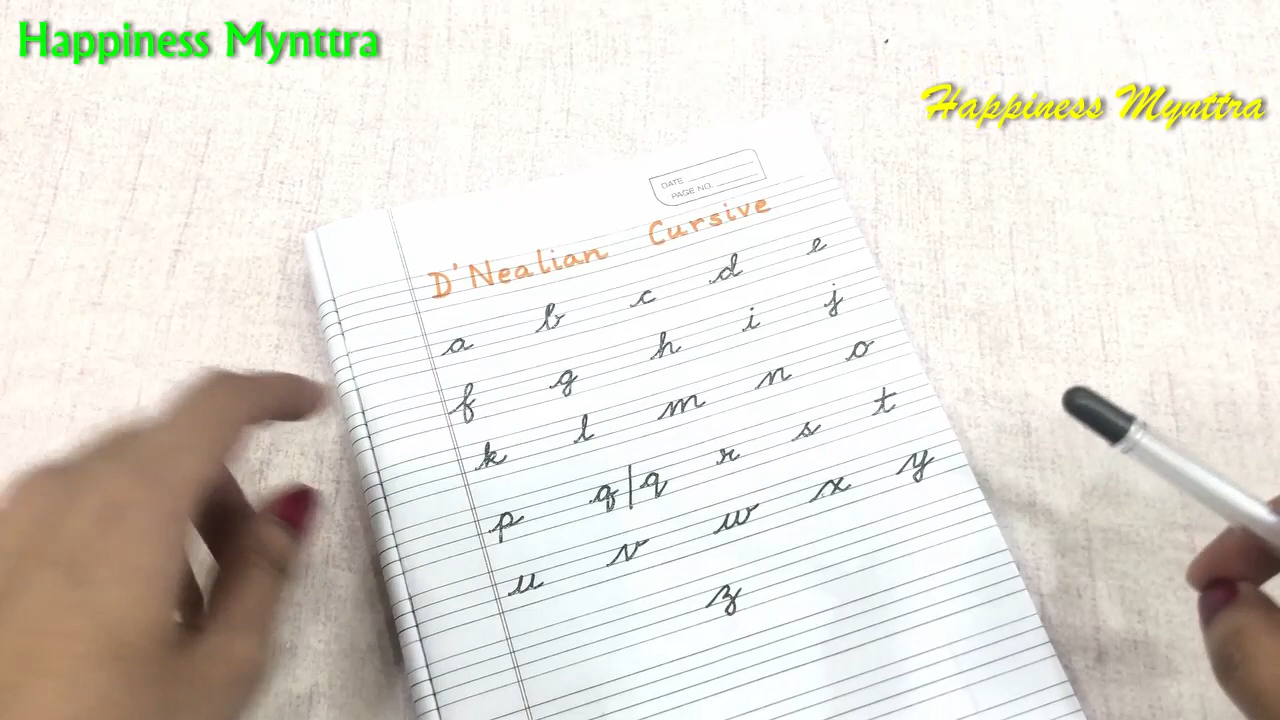 Happiness Mynttra
Happiness Mynttra
DATE
PAGE NO.
D'Nealian Cursive
a b c d e
f g h i j
k l m n o
p q|q r s t
u v w x y
z